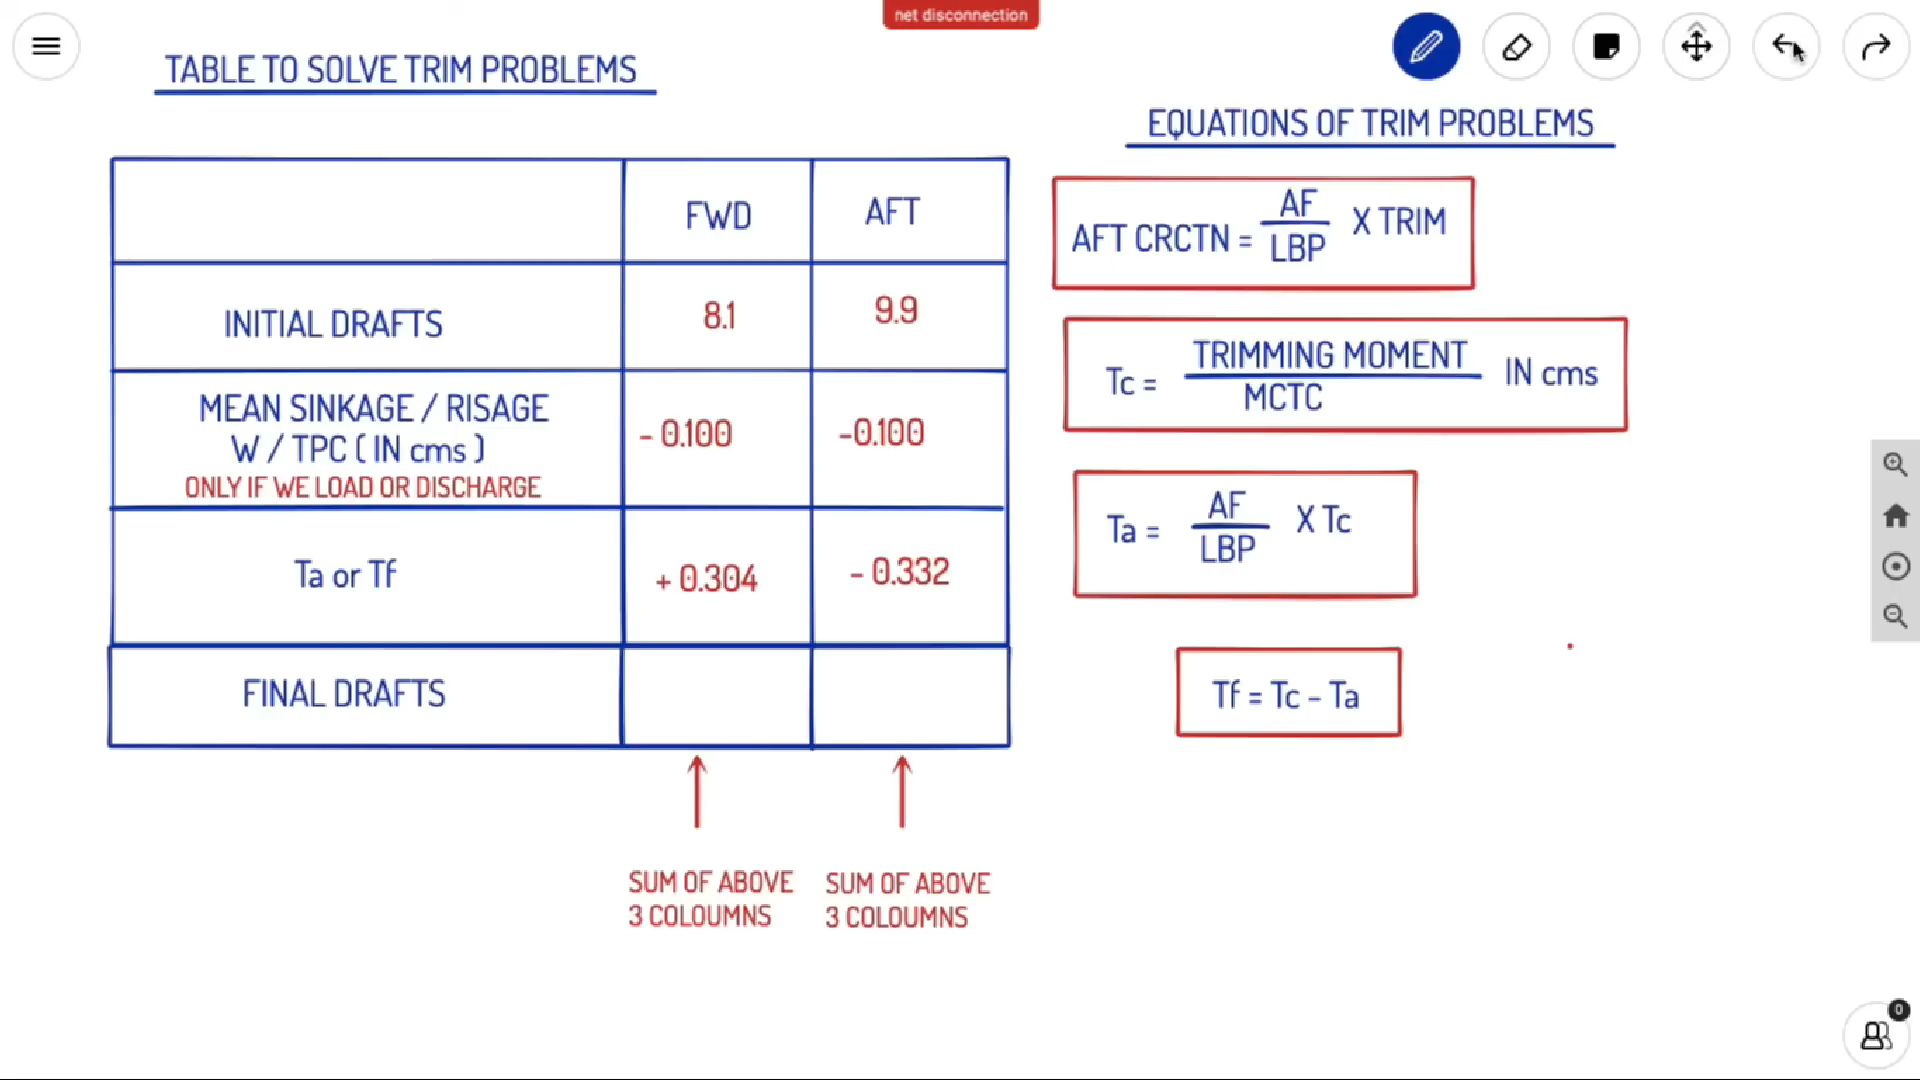 net disconnection
TABLE TO SOLVE TRIM PROBLEMS
FWD AFT
INITIAL DRAFTS 8.1 9.9
MEAN SINKAGE / RISAGE
W / TPC ( IN cms )
ONLY IF WE LOAD OR DISCHARGE
- 0.100 -0.100
Ta or Tf + 0.304 - 0.332
FINAL DRAFTS
SUM OF ABOVE
3 COLOUMNS
SUM OF ABOVE
3 COLOUMNS
EQUATIONS OF TRIM PROBLEMS
AFT CRCTN = AF / LBP X TRIM
Tc = TRIMMING MOMENT / MCTC IN cms
Ta = AF / LBP X Tc
Tf = Tc - Ta
0